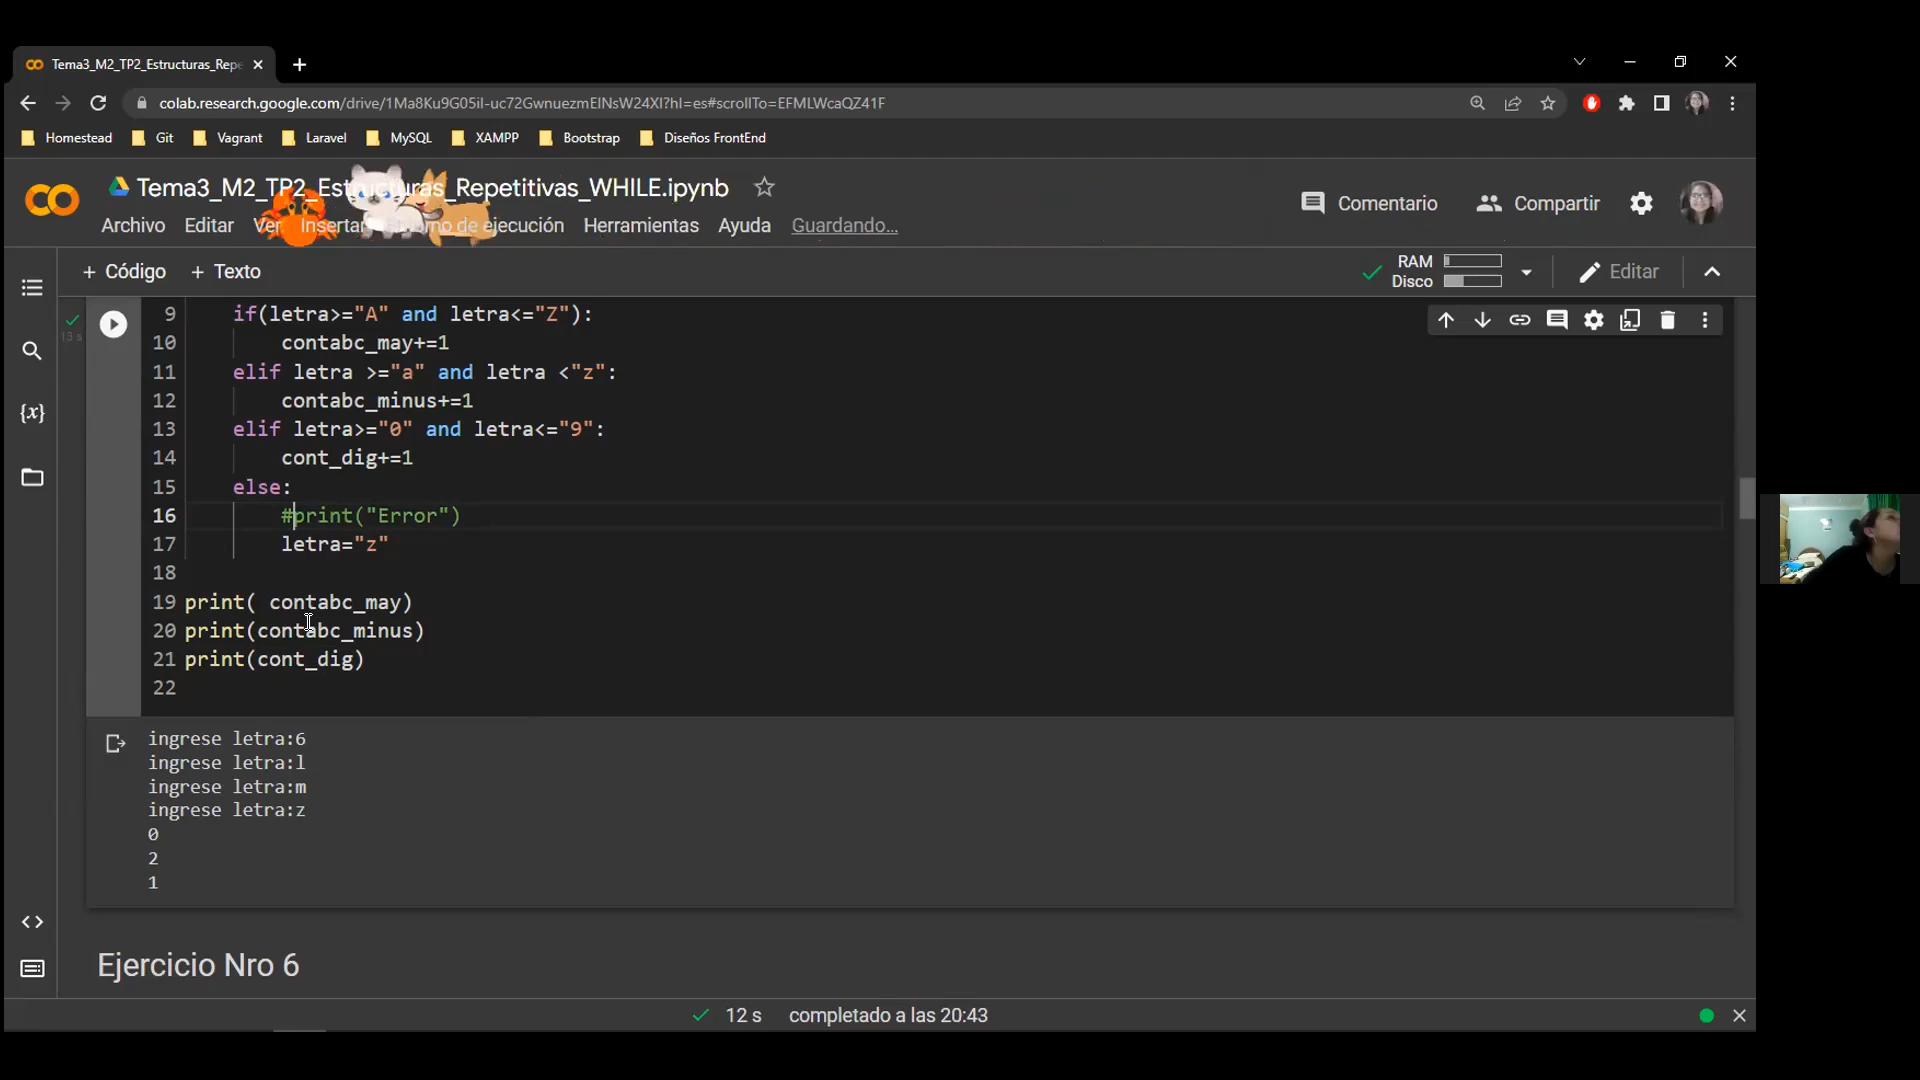 Tema3_M2_TP2_Estructuras_Repe
colab.research.google.com/drive/1Ma8Ku9G05iI-uc72GwnuezmEINsW24XI?hl=es#scrollTo=EFMLWcaQZ41F
Homestead Git Vagrant Laravel MySQL XAMPP Bootstrap Diseños FrontEnd
Tema3_M2_TP2_Estructuras_Repetitivas_WHILE.ipynb
Comentario Compartir
Archivo Editar Ver Insertar de ejecución Herramientas Ayuda Guardando...
+ Código + Texto
RAM
Disco
Editar
9 if(letra>="A" and letra<="Z"):
10 contabc_may+=1
11 elif letra >="a" and letra <"z":
12 contabc_minus+=1
13 elif letra>="0" and letra<="9":
14 cont_dig+=1
15 else:
16 #print("Error")
17 letra="z"
18
19 print( contabc_may)
20 print(contabc_minus)
21 print(cont_dig)
22
13 s
{x}
ingrese letra:6
ingrese letra:l
ingrese letra:m
ingrese letra:z
0
2
1
Ejercicio Nro 6
12 s completado a las 20:43